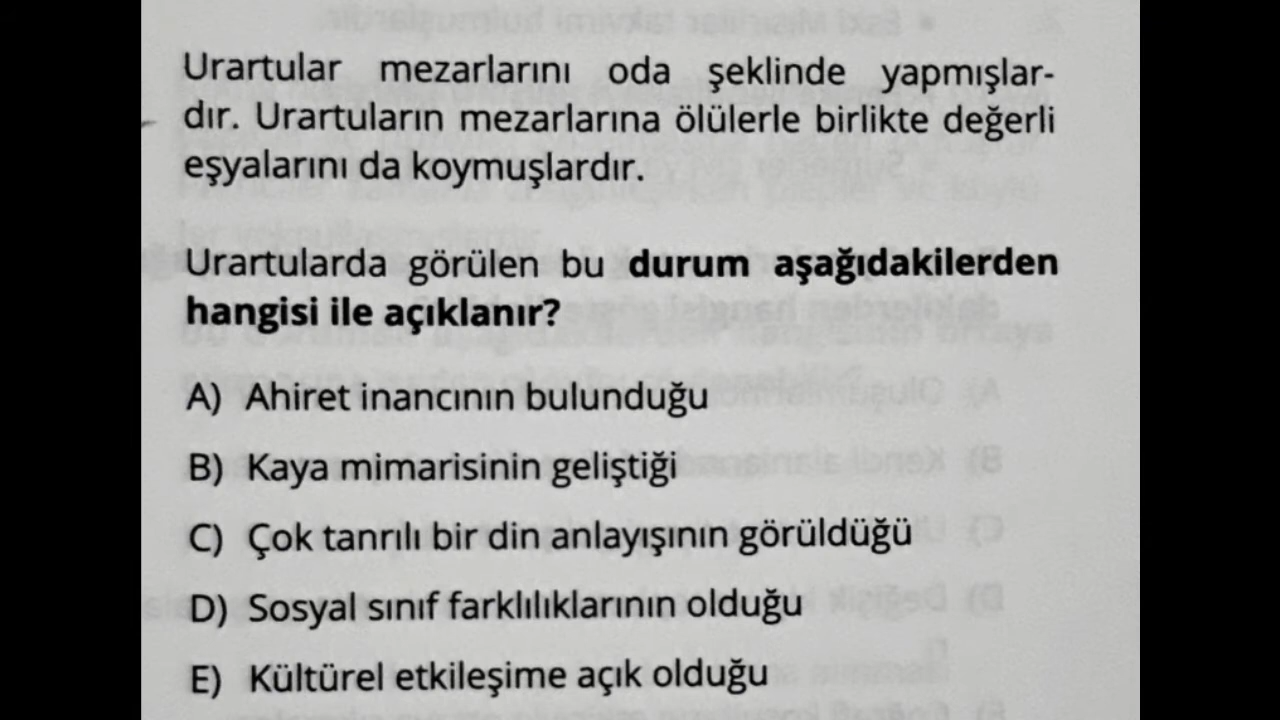 Urartular mezarlarını oda şeklinde yapmışlar-
dır. Urartuların mezarlarına ölülerle birlikte değerli
eşyalarını da koymuşlardır.
Urartularda görülen bu durum aşağıdakilerden
hangisi ile açıklanır?
A) Ahiret inancının bulunduğu
B) Kaya mimarisinin geliştiği
C) Çok tanrılı bir din anlayışının görüldüğü
D) Sosyal sınıf farklılıklarının olduğu
E) Kültürel etkileşime açık olduğu